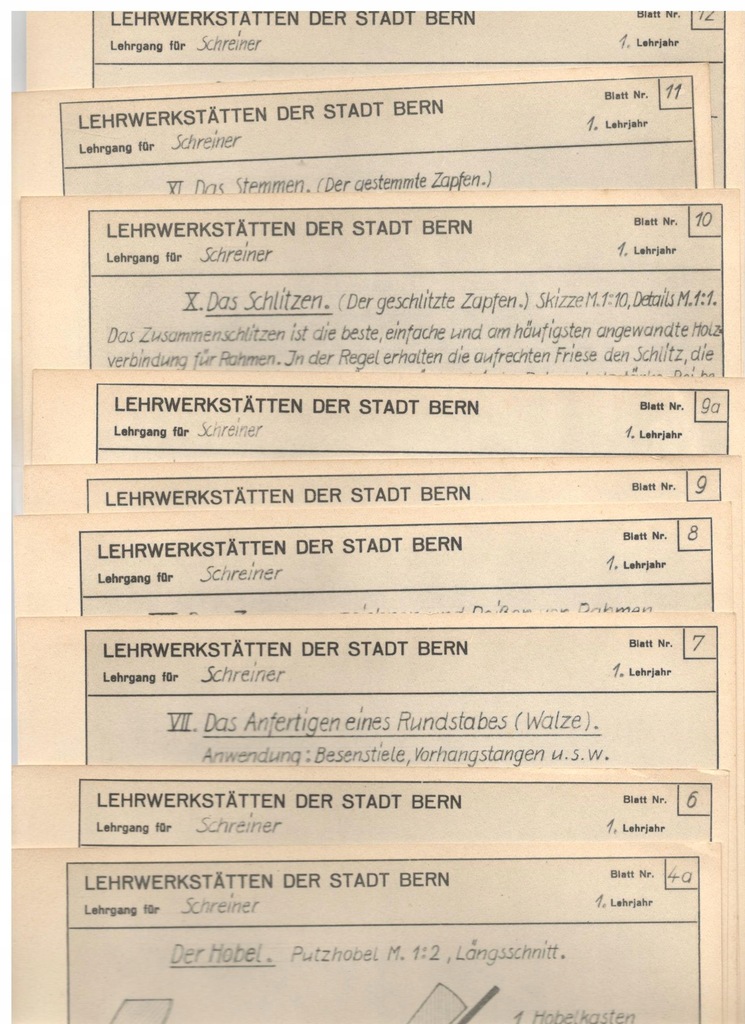 LEHRWERKSTÄTTEN DER STADT BERN
Blatt Nr. 12
Lehrgang für Schreiner
1. Lehrjahr
LEHRWERKSTÄTTEN DER STADT BERN
Blatt Nr. 11
Lehrgang für Schreiner
1. Lehrjahr
XI. Das Stemmen. (Der gestemmte Zapfen.)
LEHRWERKSTÄTTEN DER STADT BERN
Blatt Nr. 10
Lehrgang für Schreiner
1. Lehrjahr
X. Das Schlitzen. (Der geschlitzte Zapfen.) Skizze M.1:10, Details M.1:1.
Das Zusammenschlitzen ist die beste, einfache und am häufigsten angewandte Holz-
verbindung für Rahmen. In der Regel erhalten die aufrechten Friese den Schlitz, die
LEHRWERKSTÄTTEN DER STADT BERN
Blatt Nr. 9a
Lehrgang für Schreiner
1. Lehrjahr
LEHRWERKSTÄTTEN DER STADT BERN
Blatt Nr. 9
LEHRWERKSTÄTTEN DER STADT BERN
Blatt Nr. 8
Lehrgang für Schreiner
1. Lehrjahr
und Reißen von Rahmen
LEHRWERKSTÄTTEN DER STADT BERN
Blatt Nr. 7
Lehrgang für Schreiner
1. Lehrjahr
VII. Das Anfertigen eines Rundstabes (Walze).
Anwendung: Besenstiele, Vorhangstangen u.s.w.
LEHRWERKSTÄTTEN DER STADT BERN
Blatt Nr. 6
Lehrgang für Schreiner
1. Lehrjahr
LEHRWERKSTÄTTEN DER STADT BERN
Blatt Nr. 4a
Lehrgang für Schreiner
1. Lehrjahr
Der Hobel. Putzhobel M. 1:2, Längsschnitt.
1 Hobelkasten